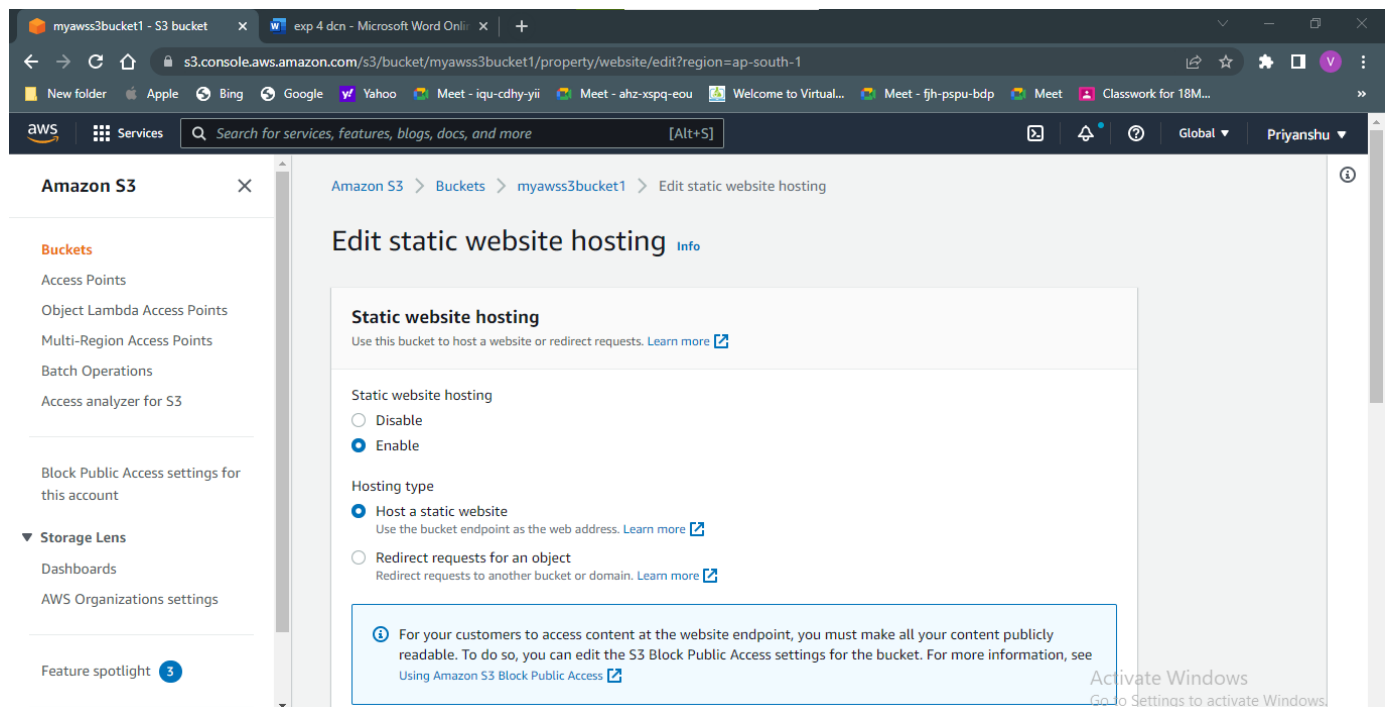 myawss3bucket1 - S3 bucket
exp 4 dcn - Microsoft Word Onli
s3.console.aws.amazon.com/s3/bucket/myawss3bucket1/property/website/edit?region=ap-south-1
V
New folder Apple Bing Google Yahoo Meet - iqu-cdhy-yii Meet - ahz-xspq-eou Welcome to Virtual... Meet - fjh-pspu-bdp Meet Classwork for 18M... »
aws Services Search for services, features, blogs, docs, and more [Alt+S] Global Priyanshu
Amazon S3
Buckets
Access Points
Object Lambda Access Points
Multi-Region Access Points
Batch Operations
Access analyzer for S3
Block Public Access settings for
this account
Storage Lens
Dashboards
AWS Organizations settings
Feature spotlight 3
Amazon S3 > Buckets > myawss3bucket1 > Edit static website hosting
Edit static website hosting Info
Static website hosting
Use this bucket to host a website or redirect requests. Learn more
Static website hosting
Disable
Enable
Hosting type
Host a static website
Use the bucket endpoint as the web address. Learn more
Redirect requests for an object
Redirect requests to another bucket or domain. Learn more
For your customers to access content at the website endpoint, you must make all your content publicly
readable. To do so, you can edit the S3 Block Public Access settings for the bucket. For more information, see
Using Amazon S3 Block Public Access
Activate Windows
Go to Settings to activate Windows.